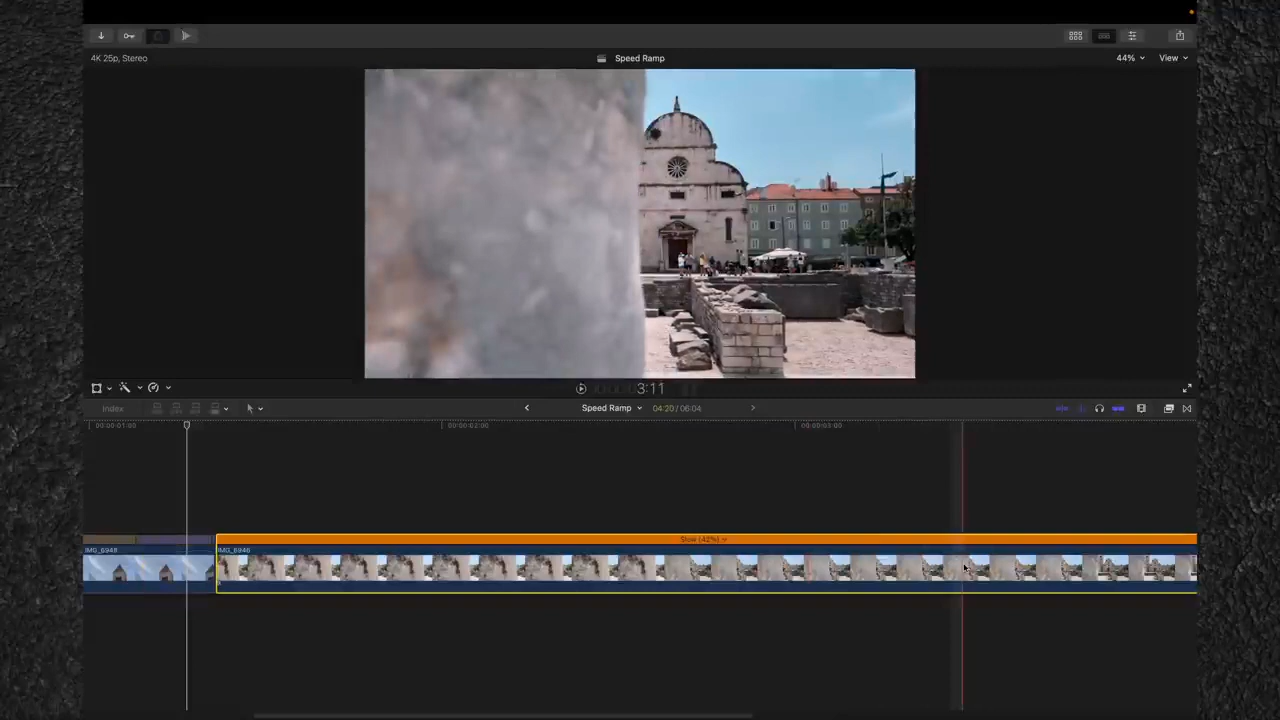 4K 25p, Stereo
Speed Ramp
44%
View
3:11
Index
Speed Ramp
04:20 / 06:04
00:00:01:00
00:00:02:00
00:00:03:00
Slow (42%)
IMG_6948
IMG_6946